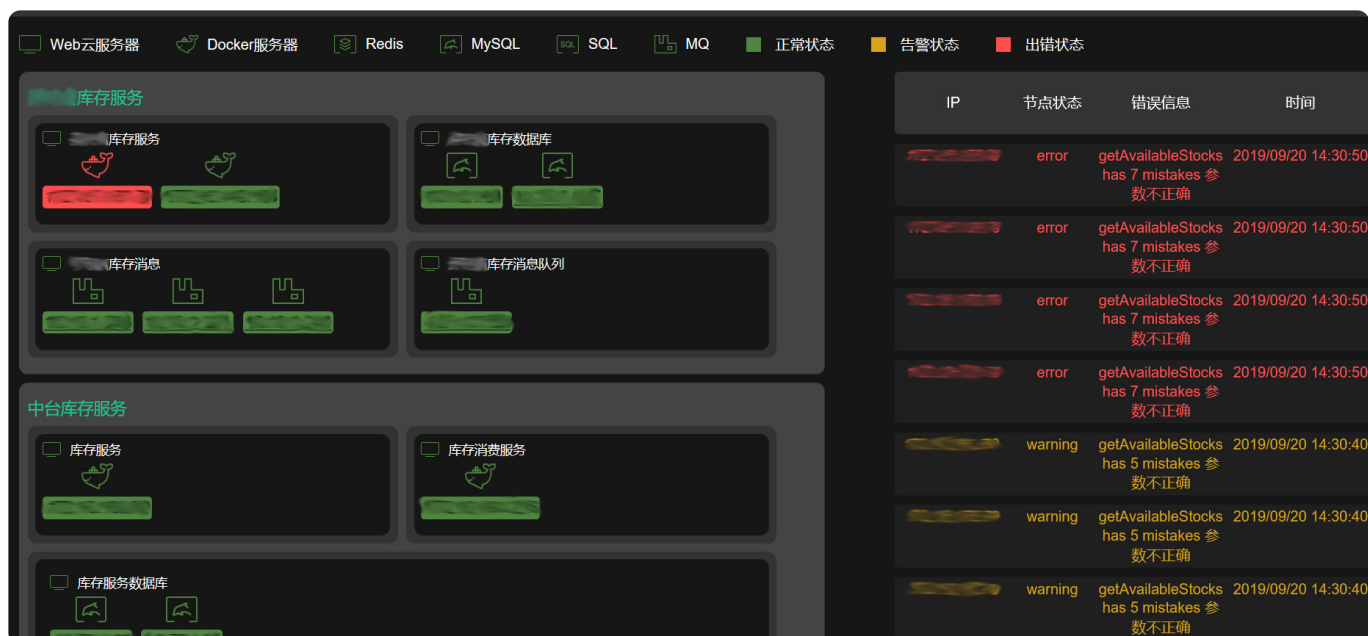 Web云服务器 Docker服务器 Redis MySQL SQL SQL MQ 正常状态 告警状态 出错状态
库存服务
库存服务
库存数据库
库存消息
库存消息队列
中台库存服务
库存服务
库存消费服务
库存服务数据库
IP 节点状态 错误信息 时间
error getAvailableStocks 2019/09/20 14:30:50
has 7 mistakes 参
数不正确
error getAvailableStocks 2019/09/20 14:30:50
has 7 mistakes 参
数不正确
error getAvailableStocks 2019/09/20 14:30:50
has 7 mistakes 参
数不正确
error getAvailableStocks 2019/09/20 14:30:50
has 7 mistakes 参
数不正确
warning getAvailableStocks 2019/09/20 14:30:40
has 5 mistakes 参
数不正确
warning getAvailableStocks 2019/09/20 14:30:40
has 5 mistakes 参
数不正确
warning getAvailableStocks 2019/09/20 14:30:40
has 5 mistakes 参
数不正确